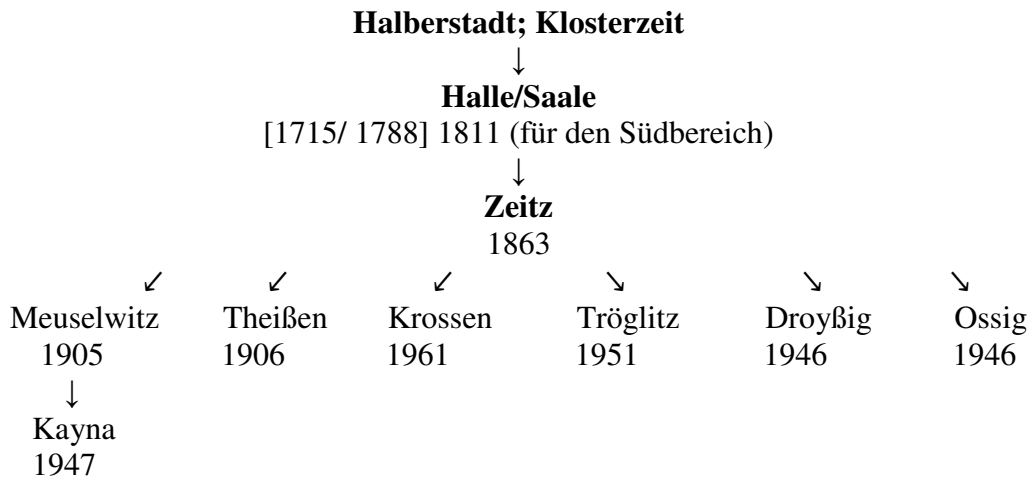 Halberstadt; Klosterzeit
↓
Halle/Saale
[1715/ 1788] 1811 (für den Südbereich)
↓
Zeitz
1863
↙ ↙ ↙ ↘ ↘ ↘
Meuselwitz Theißen Krossen Tröglitz Droyßig Ossig
1905 1906 1961 1951 1946 1946
↓
Kayna
1947